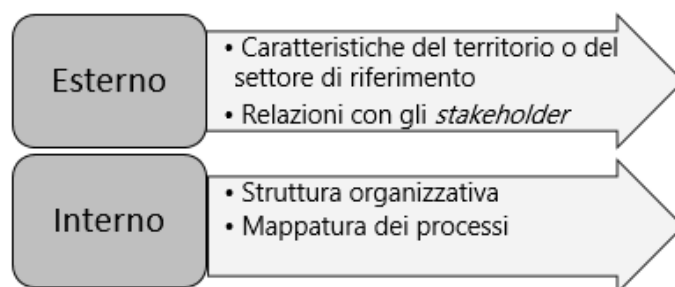 Esterno
• Caratteristiche del territorio o del
settore di riferimento
• Relazioni con gli stakeholder
Interno
• Struttura organizzativa
• Mappatura dei processi